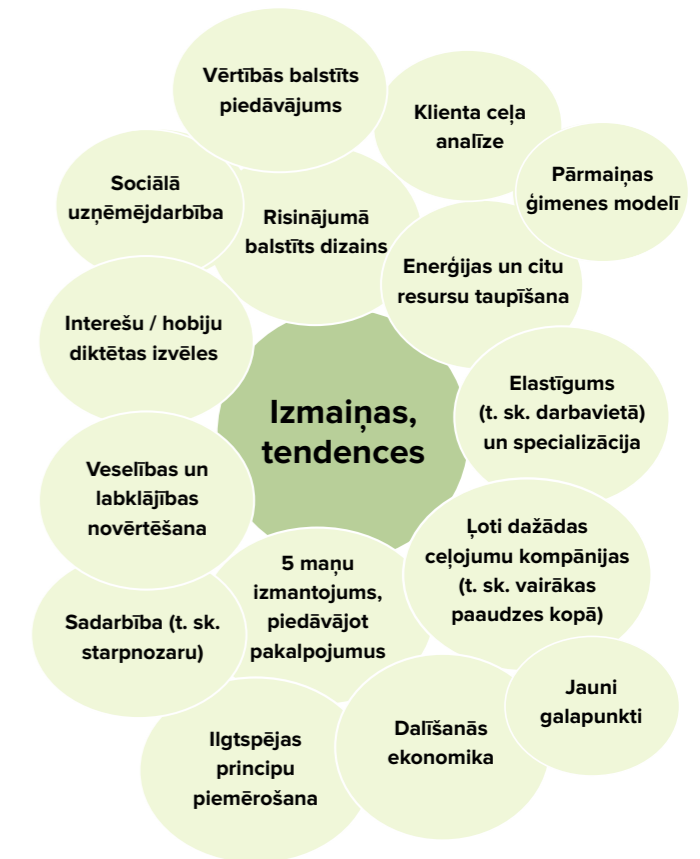 Vērtībās balstīts
piedāvājums
Klienta ceļa
analīze
Pārmaiņas
ģimenes modelī
Sociālā
uzņēmējdarbība
Risinājumā
balstīts dizains
Enerģijas un citu
resursu taupīšana
Interešu / hobiju
diktētas izvēles
Izmaiņas,
tendences
Elastīgums
(t. sk. darbavietā)
un specializācija
Veselības un
labklājības
novērtēšana
Ļoti dažādas
ceļojumu kompānijas
(t. sk. vairākas
paaudzes kopā)
5 maņu
izmantojums,
piedāvājot
pakalpojumus
Sadarbība (t. sk.
starpnozaru)
Jauni
galapunkti
Dalīšanās
ekonomika
Ilgtspējas
principu
piemērošana